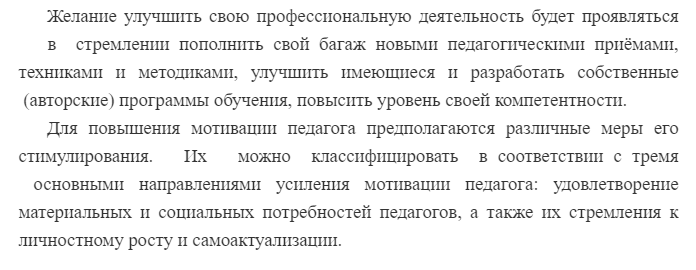 Желание улучшить свою профессиональную деятельность будет проявляться
в стремлении пополнить свой багаж новыми педагогическими приёмами,
техниками и методиками, улучшить имеющиеся и разработать собственные
(авторские) программы обучения, повысить уровень своей компетентности.
Для повышения мотивации педагога предполагаются различные меры его
стимулирования. Их можно классифицировать в соответствии с тремя
основными направлениями усиления мотивации педагога: удовлетворение
материальных и социальных потребностей педагогов, а также их стремления к
личностному росту и самоактуализации.